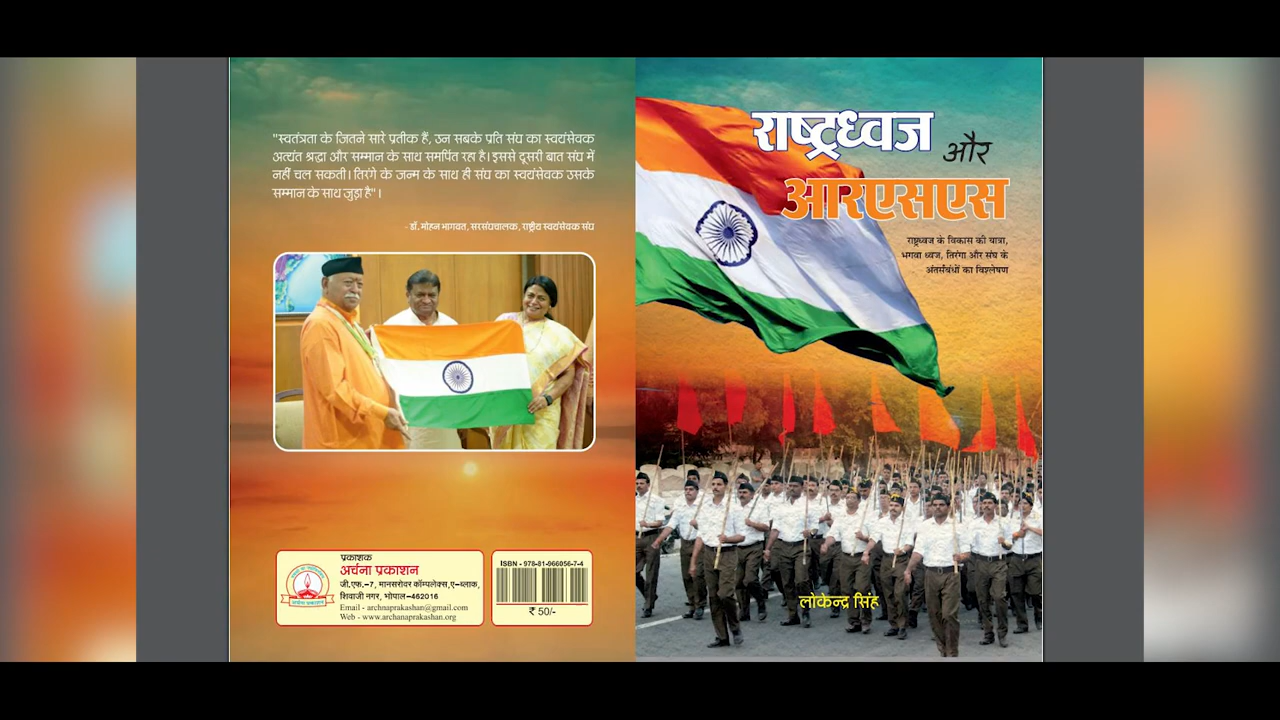 "स्वतंत्रता के जितने सारे प्रतीक हैं, उन सबके प्रति संघ का स्वयंसेवक
अत्यंत श्रद्धा और सम्मान के साथ समर्पित रहा है। इससे दूसरी बात संघ में
नहीं चल सकती। तिरंगे के जन्म के साथ ही संघ का स्वयंसेवक उसके
सम्मान के साथ जुड़ा है"।
- डॉ. मोहन भागवत, सरसंघचालक, राष्ट्रीय स्वयंसेवक संघ
प्रकाशक
अर्चना प्रकाशन
जी.एफ.-7, मानसरोवर कॉम्पलेक्स,ए-ब्लाक,
शिवाजी नगर, भोपाल-462016
Email - archnaprakashan@gmail.com
Web - www.archanaprakashan.org
ISBN - 978-81-966056-7-4
₹ 50/-
राष्ट्रध्वज
और
आरएसएस
राष्ट्रध्वज के विकास की यात्रा,
भगवा ध्वज, तिरंगा और संघ के
अंतर्संबंधों का विश्लेषण
लोकेन्द्र सिंह